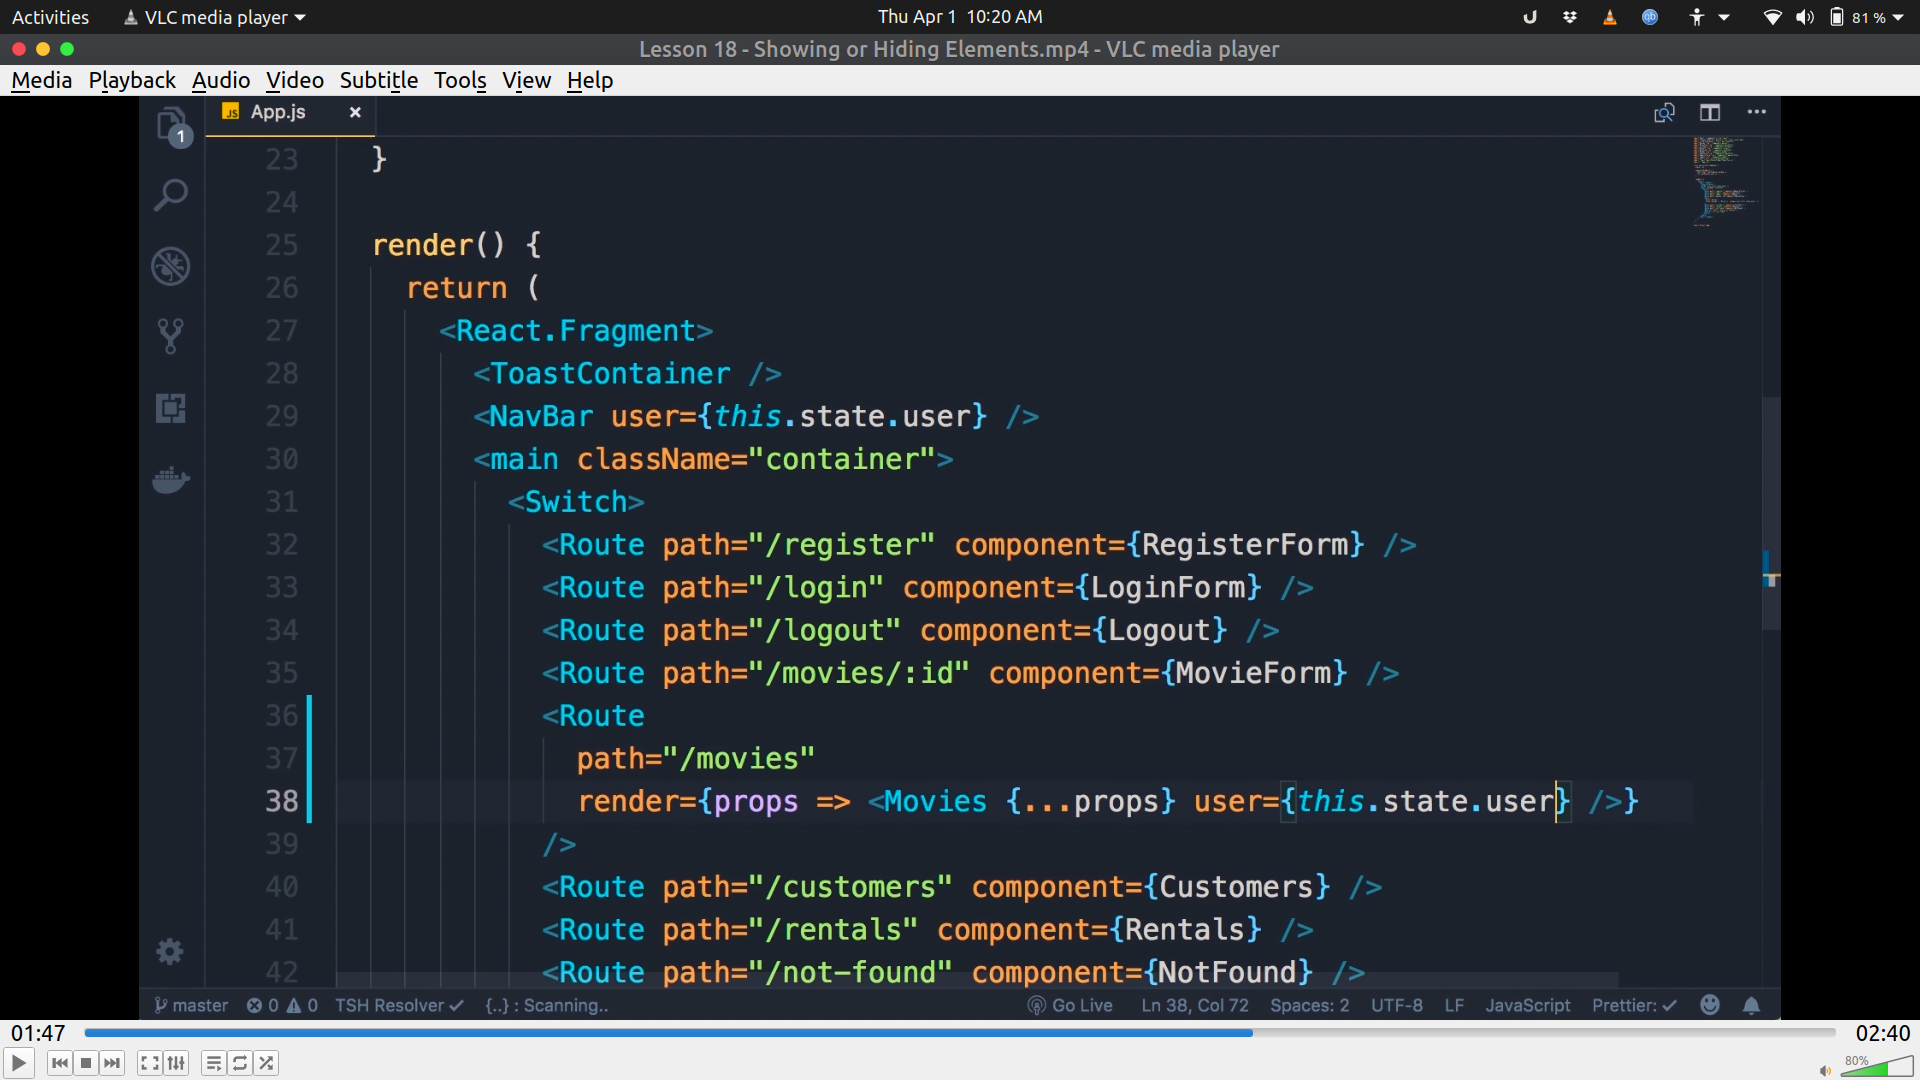 Activities VLC media player Thu Apr 1 10:20 AM 81 %
Lesson 18 - Showing or Hiding Elements.mp4 - VLC media player
Media Playback Audio Video Subtitle Tools View Help
1 JS App.js
23 }
24
25 render() {
26 return (
27 <React.Fragment>
28 <ToastContainer />
29 <NavBar user={this.state.user} />
30 <main className="container">
31 <Switch>
32 <Route path="/register" component={RegisterForm} />
33 <Route path="/login" component={LoginForm} />
34 <Route path="/logout" component={Logout} />
35 <Route path="/movies/:id" component={MovieForm} />
36 <Route
37 path="/movies"
38 render={props => <Movies {...props} user={this.state.user} />}
39 />
40 <Route path="/customers" component={Customers} />
41 <Route path="/rentals" component={Rentals} />
42 <Route path="/not-found" component={NotFound} />
master 0 0 TSH Resolver {..} : Scanning.. Go Live Ln 38, Col 72 Spaces: 2 UTF-8 LF JavaScript Prettier:
01:47 02:40
80%